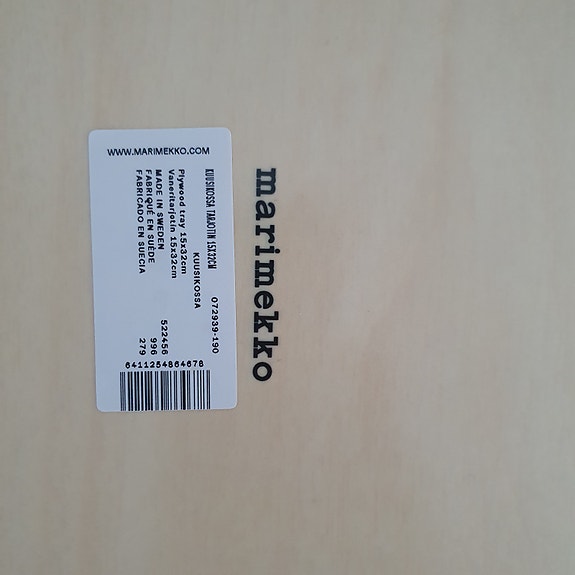 WWW.MARIMEKKO.COM
KUUSIKOSSA TARJOTIN 15X32CM
072939-190
KUUSIKOSSA
Plywood tray 15x32cm
Vaneritarjotin 15x32cm
522456
MADE IN SWEDEN
996
FABRIQUÉ EN SUÈDE
279
FABRICADO EN SUECIA
6411254864678
marimekko